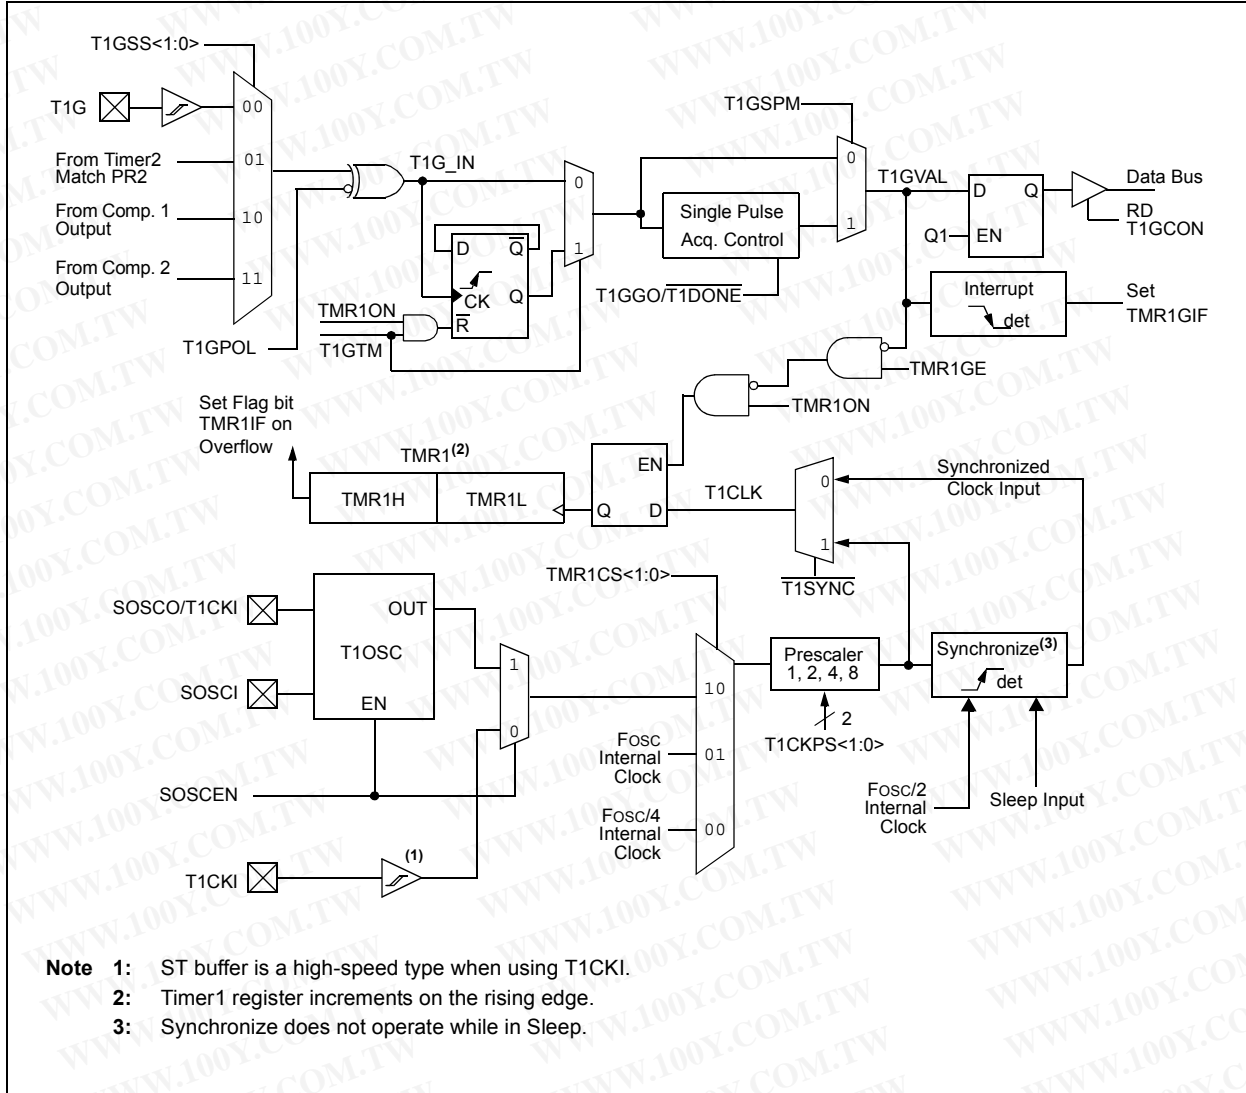 T1GSS<1:0>
T1G
00
From Timer2
Match PR2
01
From Comp. 1
Output
10
From Comp. 2
Output
11
T1GPOL
T1G_IN
D
Q
CK
Q
R
TMR1ON
T1GTM
0
1
T1GSPM
Single Pulse
Acq. Control
T1GGO/T1DONE
0
1
T1GVAL
D
Q
Q1
EN
Data Bus
RD
T1GCON
Interrupt
det
Set
TMR1GIF
TMR1GE
TMR1ON
Set Flag bit
TMR1IF on
Overflow
TMR1(2)
TMR1H
TMR1L
EN
Q
D
T1CLK
0
1
T1SYNC
Synchronized
Clock Input
TMR1CS<1:0>
SOSCO/T1CKI
OUT
T1OSC
SOSCI
EN
1
0
SOSCEN
T1CKI
(1)
10
FOSC
Internal
Clock
01
FOSC/4
Internal
Clock
00
Prescaler
1, 2, 4, 8
2
T1CKPS<1:0>
Synchronize(3)
det
FOSC/2
Internal
Clock
Sleep Input
Note 1: ST buffer is a high-speed type when using T1CKI.
2: Timer1 register increments on the rising edge.
3: Synchronize does not operate while in Sleep.
WWW.100Y.COM.TW